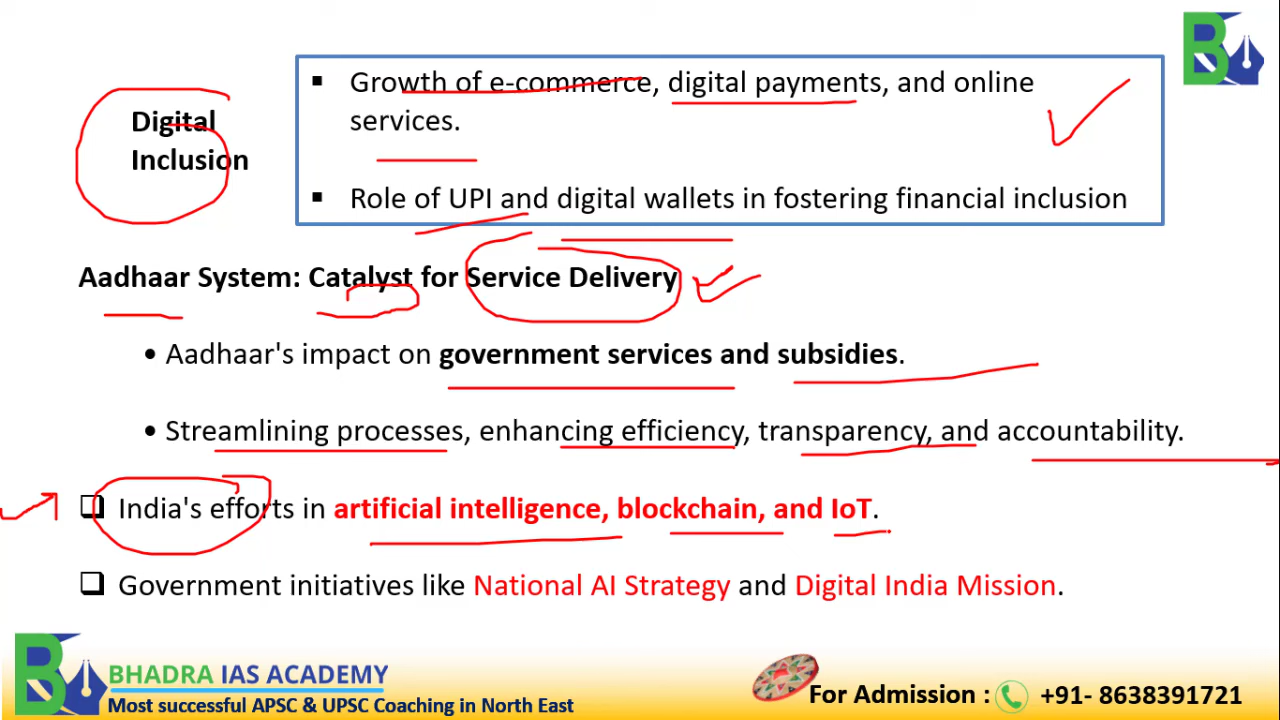 Digital
Inclusion
▪ Growth of e-commerce, digital payments, and online
services.
▪ Role of UPI and digital wallets in fostering financial inclusion
Aadhaar System: Catalyst for Service Delivery
• Aadhaar's impact on government services and subsidies.
• Streamlining processes, enhancing efficiency, transparency, and accountability.
❑ India's efforts in artificial intelligence, blockchain, and IoT.
❑ Government initiatives like National AI Strategy and Digital India Mission.
BHADRA IAS ACADEMY
Most successful APSC & UPSC Coaching in North East
For Admission : +91- 8638391721